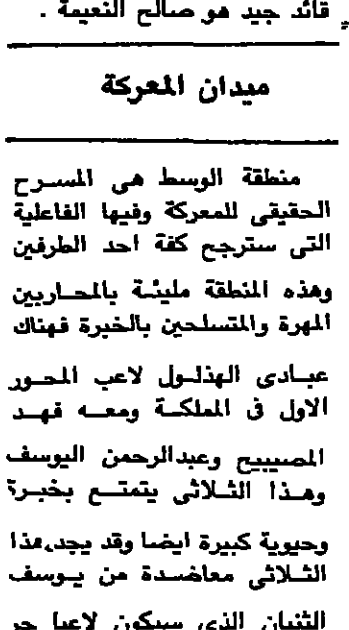 قائد جيد هو صالح النعيمة .
ميدان المعركة
منطقة الوسط هى المسرح
الحقيقى للمعركة وفيها الفاعلية
التى سترجح كفة احد الطرفين
وهذه المنطقة مليئة بالمحاربين
المهرة والمتسلحين بالخبرة فهناك
عبادى الهذلول لاعب المحور
الاول فى المملكة ومعه فهد
المصيبيح وعبدالرحمن اليوسف
وهذا الثلاثى يتمتع بخبرة
وحيوية كبيرة ايضا وقد يجد هذا
الثلاثى معاضدة من يوسف
الثنيان الذى سيكون لاعبا حر